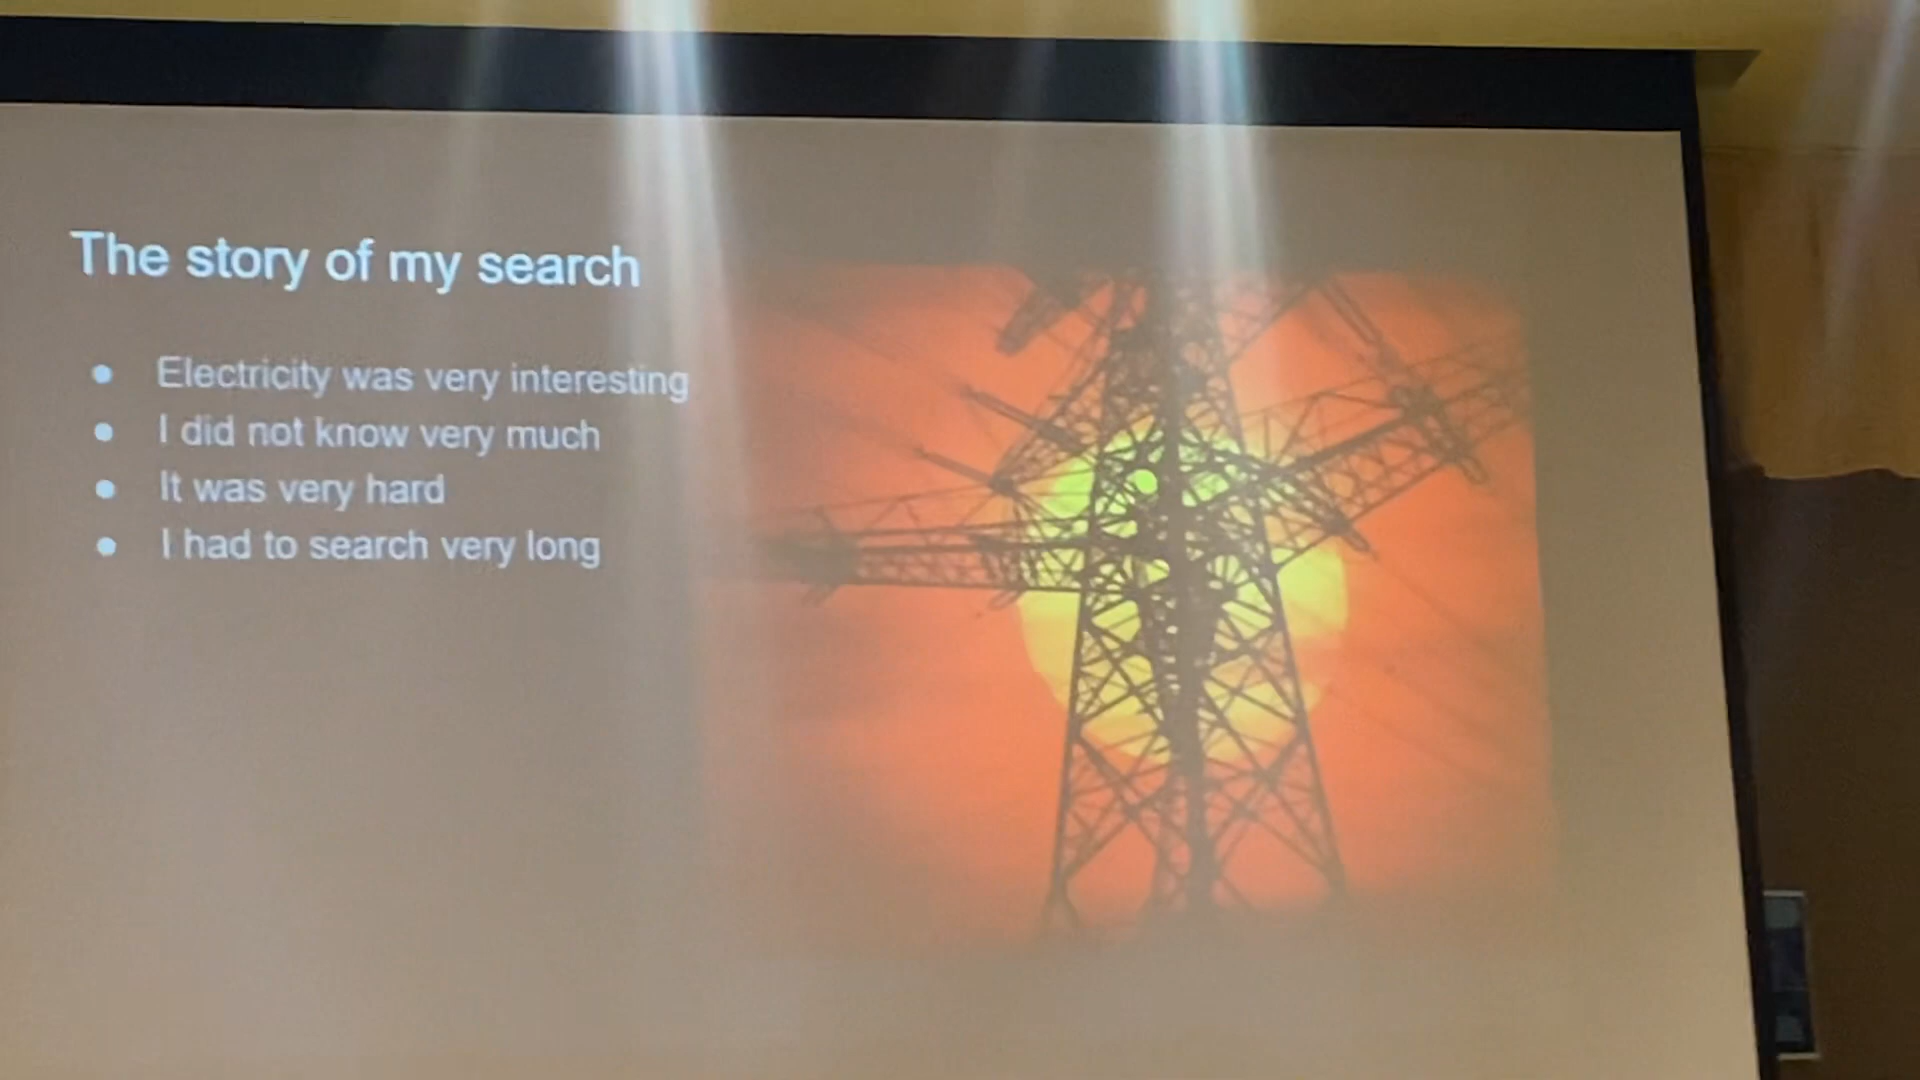 The story of my search
Electricity was very interesting
I did not know very much
It was very hard
I had to search very long